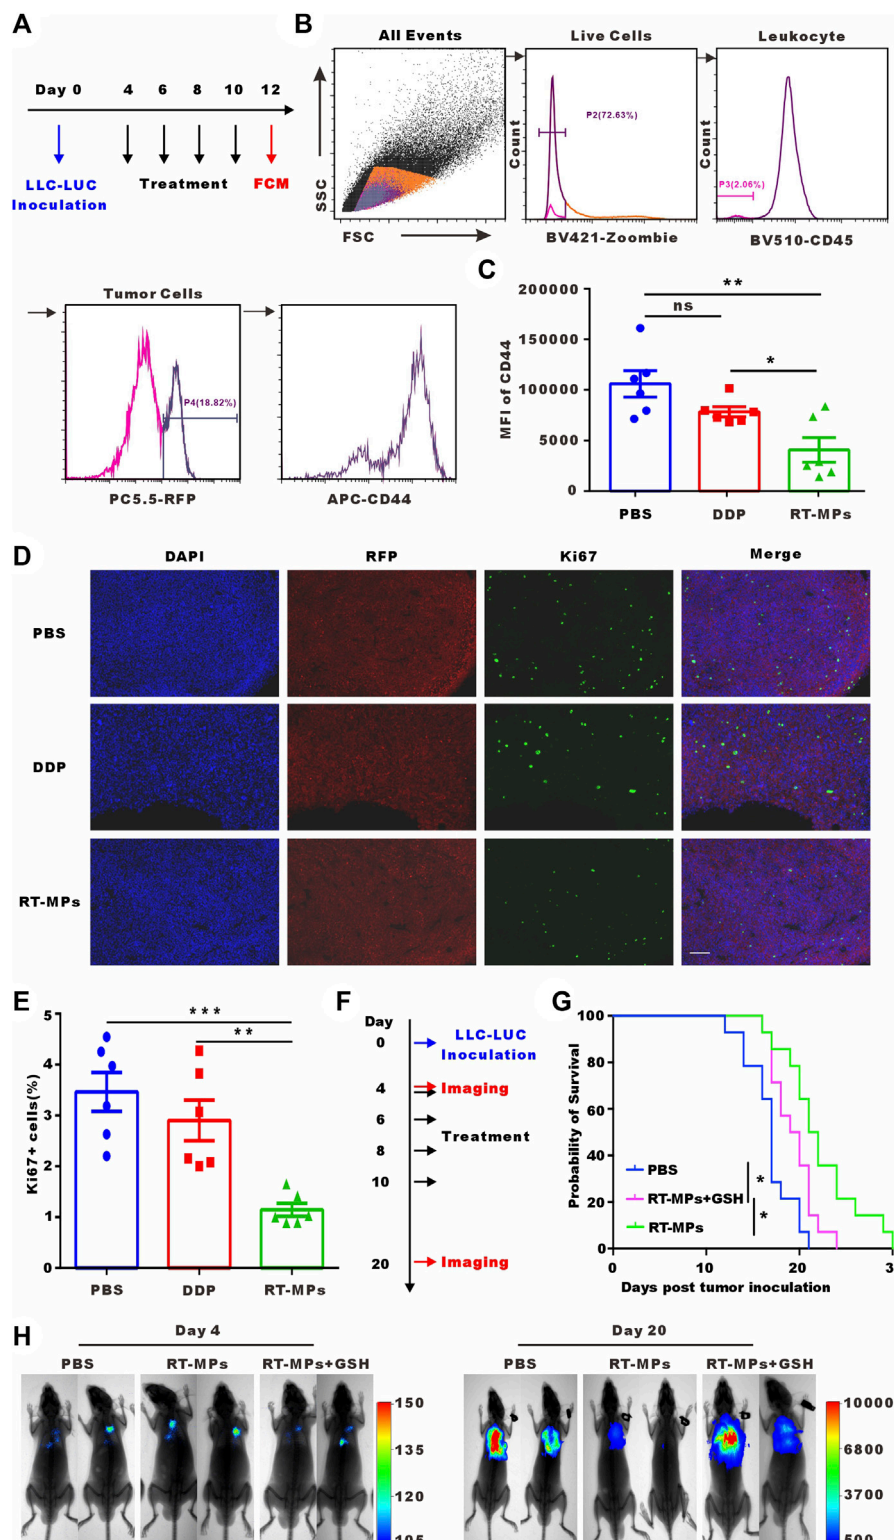 A
Day 0 4 6 8 10 12
LLC-LUC
Inoculation
Treatment
FCM
B
All Events
Live Cells
Leukocyte
SSC
FSC
Count
P2(72.63%)
BV421-Zoombie
Count
P3(2.06%)
BV510-CD45
Tumor Cells
P4(18.82%)
PC5.5-RFP
APC-CD44
C
MFI of CD44
200000
150000
100000
50000
0
**
ns
*
PBS DDP RT-MPs
D
DAPI RFP Ki67 Merge
PBS
DDP
RT-MPs
E
Ki67+ cells(%)
5
4
3
2
1
0
***
**
PBS DDP RT-MPs
F
Day
0
LLC-LUC
Inoculation
4
Imaging
6
Treatment
8
10
20
Imaging
G
Probability of Survival
100
80
60
40
20
0
PBS
RT-MPs+GSH
RT-MPs
*
*
0 10 20 3
Days post tumor inoculation
H
Day 4
PBS RT-MPs RT-MPs+GSH
150
135
120
105
Day 20
PBS RT-MPs RT-MPs+GSH
10000
6800
3700
500